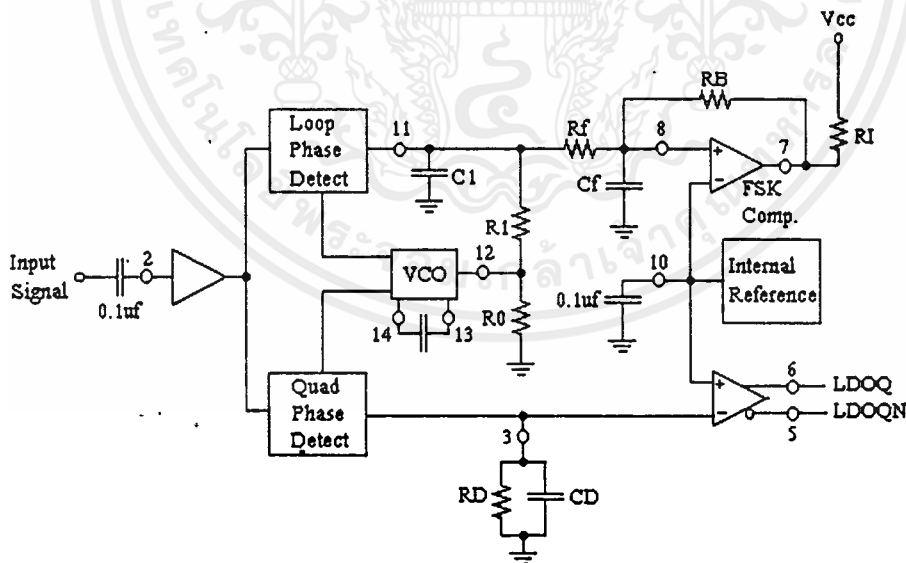 Vcc
RB
Loop
Phase
Detect
11
Rf
8
7
RI
C1
Cf
FSK
Comp.
R1
Input
Signal
2
0.1uf
VCO
12
10
Internal
Reference
0.1uf
14
13
R0
Quad
Phase
Detect
6
LDOQ
LDOQN
5
3
RD
CD